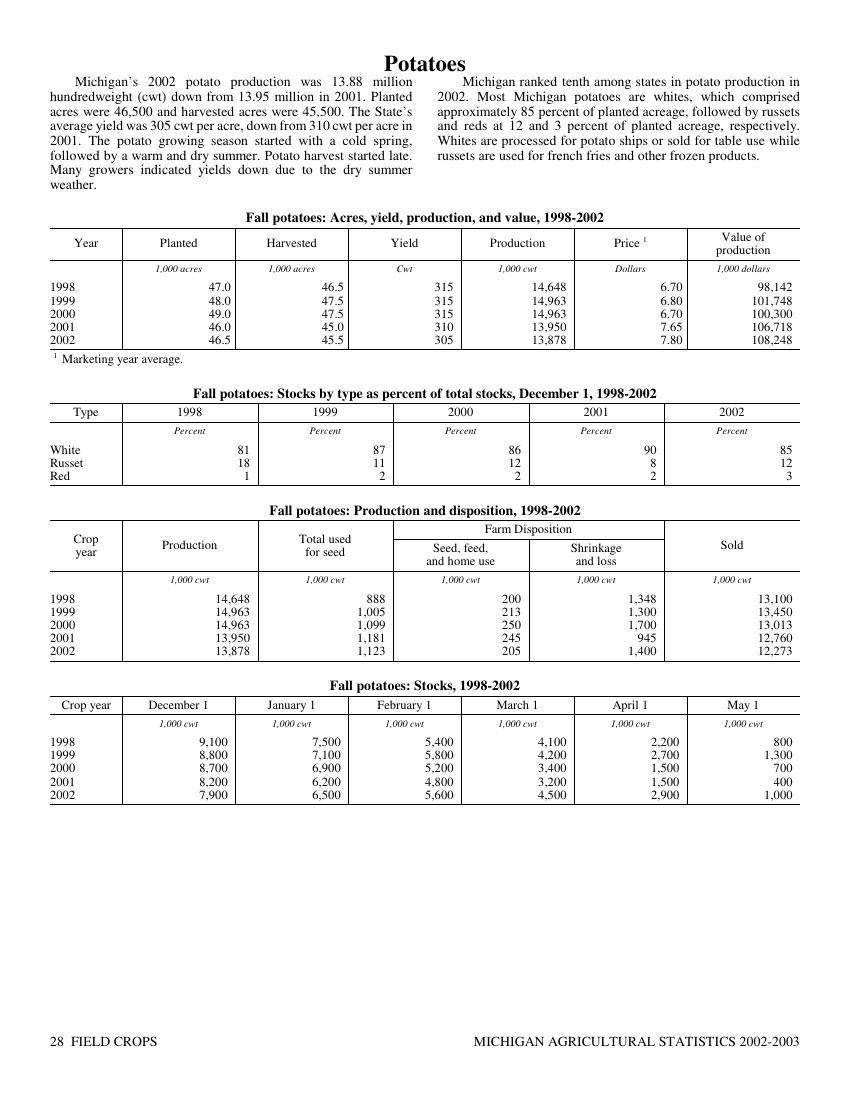 Potatoes
Michigan's 2002 potato production was 13.88 million
hundredweight (cwt) down from 13.95 million in 2001. Planted
acres were 46,500 and harvested acres were 45,500. The State's
average yield was 305 cwt per acre, down from 310 cwt per acre in
2001. The potato growing season started with a cold spring,
followed by a warm and dry summer. Potato harvest started late.
Many growers indicated yields down due to the dry summer
weather.
Michigan ranked tenth among states in potato production in
2002. Most Michigan potatoes are whites, which comprised
approximately 85 percent of planted acreage, followed by russets
and reds at 12 and 3 percent of planted acreage, respectively.
Whites are processed for potato ships or sold for table use while
russets are used for french fries and other frozen products.
Fall potatoes: Acres, yield, production, and value, 1998-2002
Year Planted Harvested Yield Production Price 1 Value of production
1,000 acres 1,000 acres Cwt 1,000 cwt Dollars 1,000 dollars
1998 47.0 46.5 315 14,648 6.70 98,142
1999 48.0 47.5 315 14,963 6.80 101,748
2000 49.0 47.5 315 14,963 6.70 100,300
2001 46.0 45.0 310 13,950 7.65 106,718
2002 46.5 45.5 305 13,878 7.80 108,248
1 Marketing year average.
Fall potatoes: Stocks by type as percent of total stocks, December 1, 1998-2002
Type 1998 1999 2000 2001 2002
Percent Percent Percent Percent Percent
White 81 87 86 90 85
Russet 18 11 12 8 12
Red 1 2 2 2 3
Fall potatoes: Production and disposition, 1998-2002
Crop year Production Total used for seed Farm Disposition Sold
Seed, feed, and home use Shrinkage and loss
1,000 cwt 1,000 cwt 1,000 cwt 1,000 cwt 1,000 cwt
1998 14,648 888 200 1,348 13,100
1999 14,963 1,005 213 1,300 13,450
2000 14,963 1,099 250 1,700 13,013
2001 13,950 1,181 245 945 12,760
2002 13,878 1,123 205 1,400 12,273
Fall potatoes: Stocks, 1998-2002
Crop year December 1 January 1 February 1 March 1 April 1 May 1
1,000 cwt 1,000 cwt 1,000 cwt 1,000 cwt 1,000 cwt 1,000 cwt
1998 9,100 7,500 5,400 4,100 2,200 800
1999 8,800 7,100 5,800 4,200 2,700 1,300
2000 8,700 6,900 5,200 3,400 1,500 700
2001 8,200 6,200 4,800 3,200 1,500 400
2002 7,900 6,500 5,600 4,500 2,900 1,000
28 FIELD CROPS MICHIGAN AGRICULTURAL STATISTICS 2002-2003